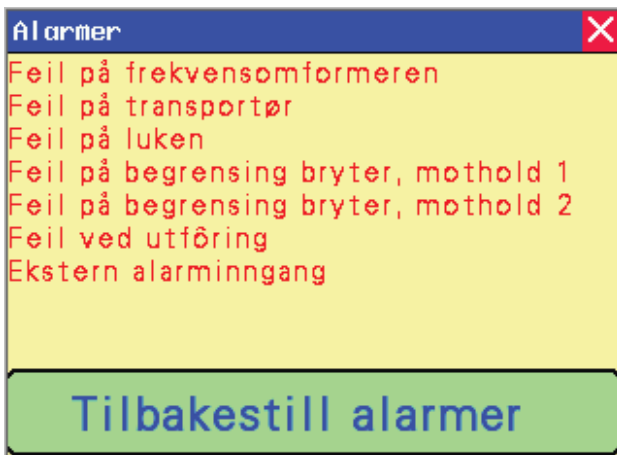 Alarmer
Feil på frekvensomformeren
Feil på transportør
Feil på luken
Feil på begrensing bryter, mothold 1
Feil på begrensing bryter, mothold 2
Feil ved utfôring
Ekstern alarminngang
Tilbakestill alarmer